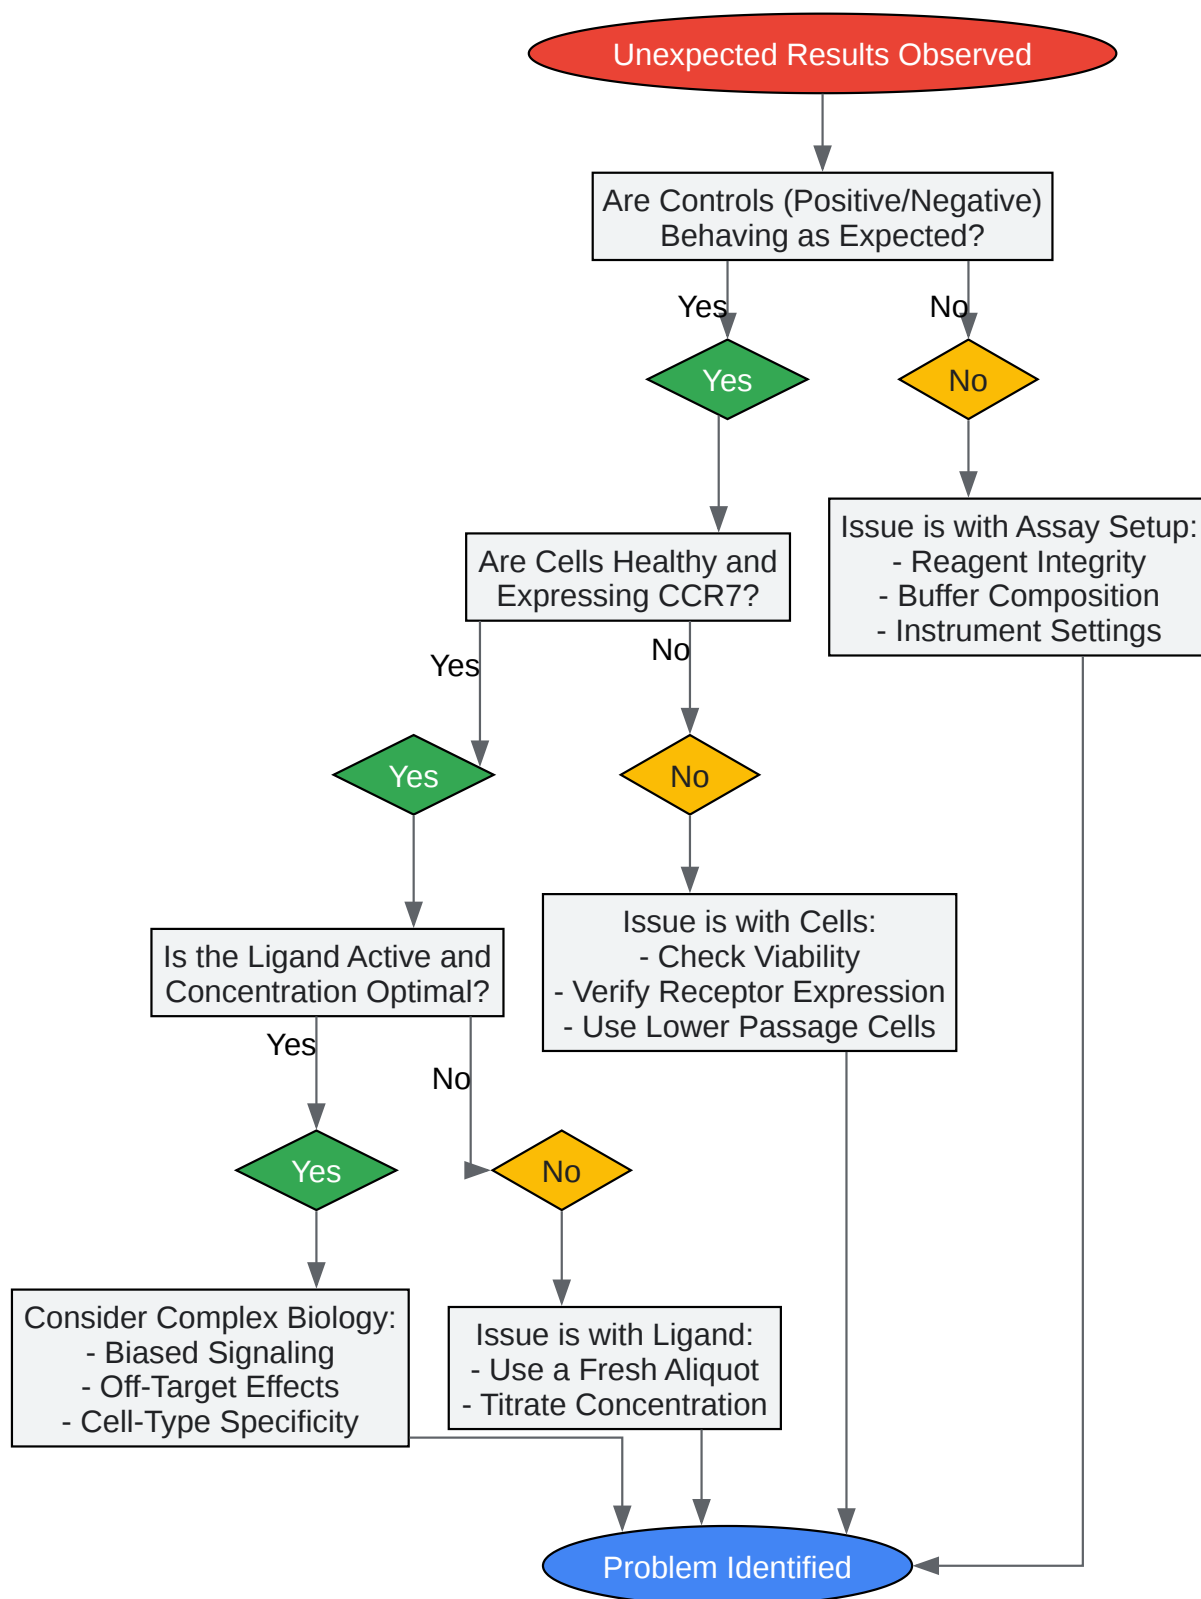 Unexpected Results Observed
Are Controls (Positive/Negative)
Behaving as Expected?
Yes
No
Yes
No
Issue is with Assay Setup:
- Reagent Integrity
- Buffer Composition
- Instrument Settings
Are Cells Healthy and
Expressing CCR7?
Yes
No
Yes
No
Issue is with Cells:
- Check Viability
- Verify Receptor Expression
- Use Lower Passage Cells
Is the Ligand Active and
Concentration Optimal?
Yes
No
Yes
No
Consider Complex Biology:
- Biased Signaling
- Off-Target Effects
- Cell-Type Specificity
Issue is with Ligand:
- Use a Fresh Aliquot
- Titrate Concentration
Problem Identified